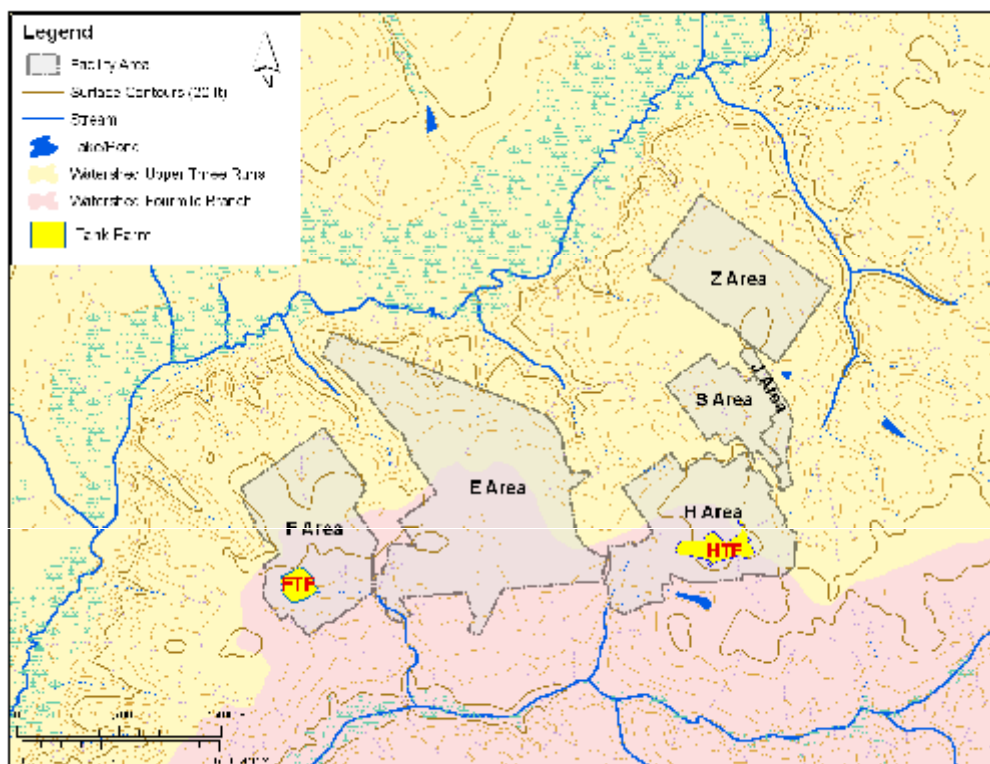 Legend
Facility Area
Surface Contours (20 ft)
Stream
Lake/Pond
Watershed Upper Three Runs
Watershed Fourmile Branch
Tank Farm
Z Area
J Area
S Area
E Area
H Area
HTF
F Area
FTF